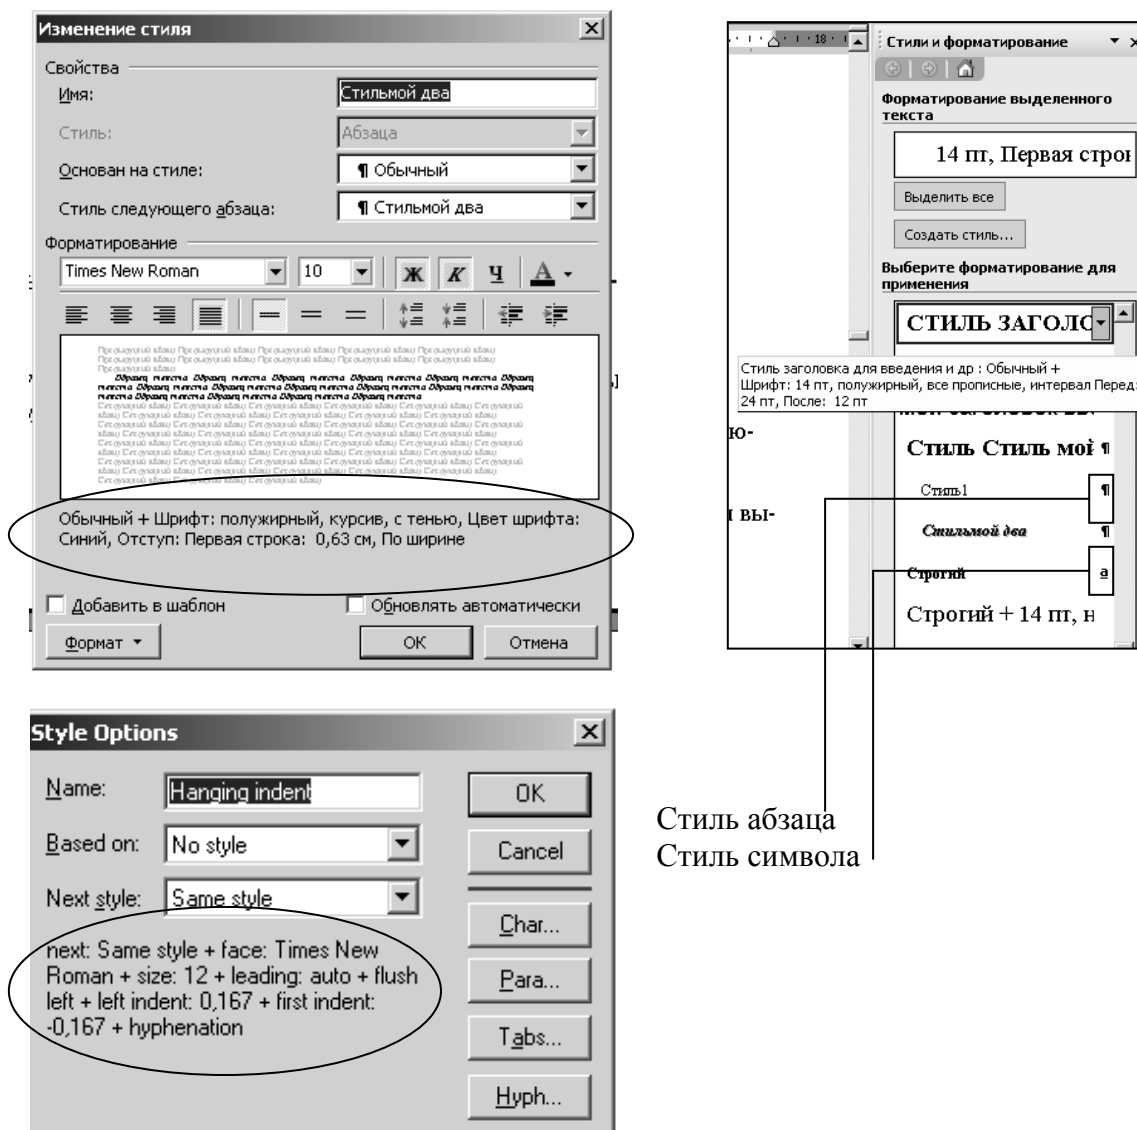 Изменение стиля
Свойства
Имя:
Стильмой два
Стиль:
Абзаца
Основан на стиле:
¶ Обычный
Стиль следующего абзаца:
¶ Стильмой два
Форматирование
Times New Roman
10
Ж К Ч А
Обычный + Шрифт: полужирный, курсив, с тенью, Цвет шрифта:
Синий, Отступ: Первая строка: 0,63 см, По ширине
Добавить в шаблон
Обновлять автоматически
Формат
ОК
Отмена
18
Стили и форматирование
Форматирование выделенного
текста
14 пт, Первая строк
Выделить все
Создать стиль...
Выберите форматирование для
применения
СТИЛЬ ЗАГОЛО
Стиль заголовка для введения и др : Обычный +
Шрифт: 14 пт, полужирный, все прописные, интервал Перед:
24 пт, После: 12 пт
ю-
Стиль Стиль мой ¶
Стиль1 ¶
вы-
Стильмой два ¶
Строгий a
Строгий + 14 пт, н
Стиль абзаца
Стиль символа
Style Options
Name:
Hanging indent
OK
Based on:
No style
Cancel
Next style:
Same style
Char...
next: Same style + face: Times New
Roman + size: 12 + leading: auto + flush
left + left indent: 0,167 + first indent:
-0,167 + hyphenation
Para...
Tabs...
Hyph...